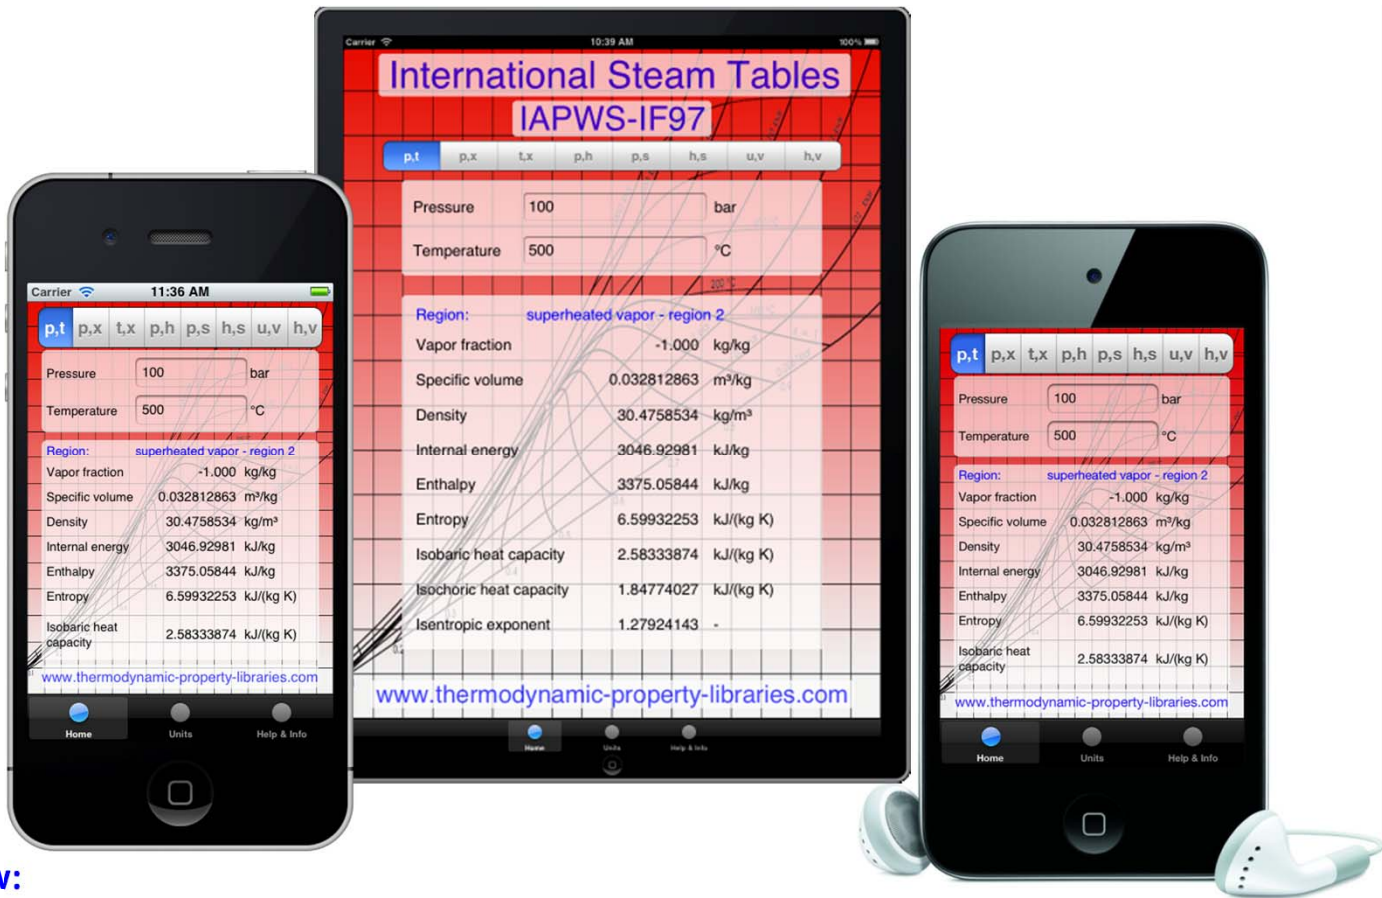 Carrier 10:39 AM 100%
International Steam Tables
IAPWS-IF97
p,t p,x t,x p,h p,s h,s u,v h,v
Pressure 100 bar
Temperature 500 °C
Region: superheated vapor - region 2
Vapor fraction -1.000 kg/kg
Specific volume 0.032812863 m³/kg
Density 30.4758534 kg/m³
Internal energy 3046.92981 kJ/kg
Enthalpy 3375.05844 kJ/kg
Entropy 6.59932253 kJ/(kg K)
Isobaric heat capacity 2.58333874 kJ/(kg K)
Isochoric heat capacity 1.84774027 kJ/(kg K)
Isentropic exponent 1.27924143 -
www.thermodynamic-property-libraries.com
Home Units Help & Info
Carrier 11:36 AM
p,t p,x t,x p,h p,s h,s u,v h,v
Pressure 100 bar
Temperature 500 °C
Region: superheated vapor - region 2
Vapor fraction -1.000 kg/kg
Specific volume 0.032812863 m³/kg
Density 30.4758534 kg/m³
Internal energy 3046.92981 kJ/kg
Enthalpy 3375.05844 kJ/kg
Entropy 6.59932253 kJ/(kg K)
Isobaric heat
capacity 2.58333874 kJ/(kg K)
www.thermodynamic-property-libraries.com
Home Units Help & Info
p,t p,x t,x p,h p,s h,s u,v h,v
Pressure 100 bar
Temperature 500 °C
Region: superheated vapor - region 2
Vapor fraction -1.000 kg/kg
Specific volume 0.032812863 m³/kg
Density 30.4758534 kg/m³
Internal energy 3046.92981 kJ/kg
Enthalpy 3375.05844 kJ/kg
Entropy 6.59932253 kJ/(kg K)
Isobaric heat
capacity 2.58333874 kJ/(kg K)
www.thermodynamic-property-libraries.com
Home Units Help & Info